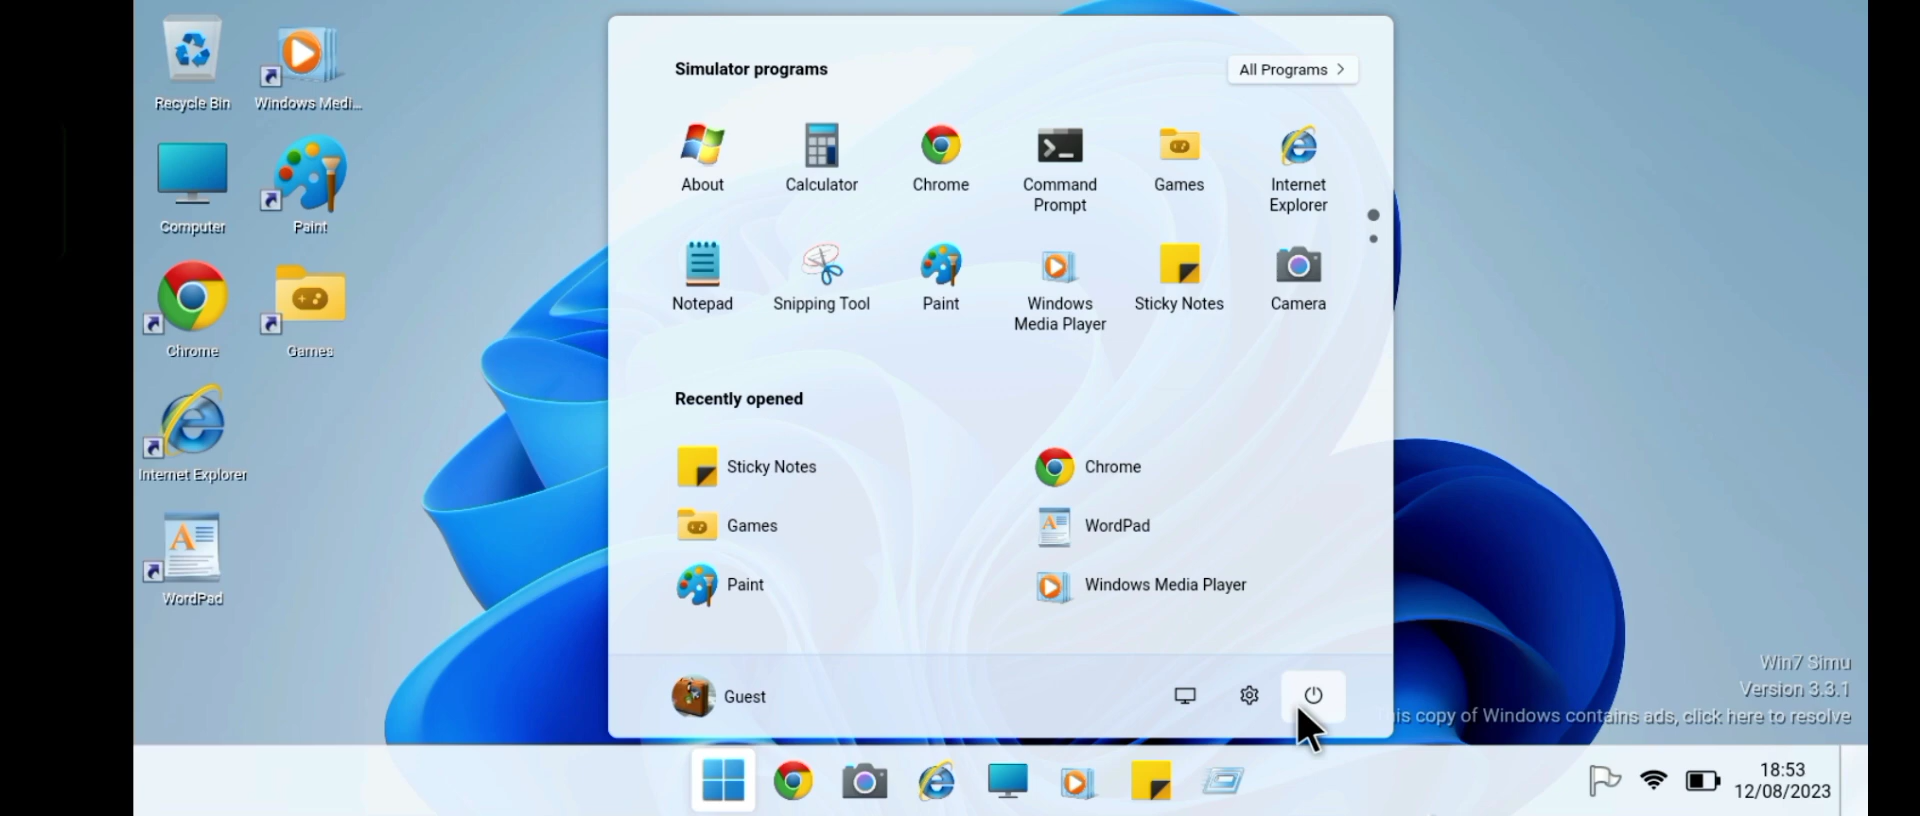 Recycle Bin
Windows Medi...
Computer
Paint
Chrome
Games
Internet Explorer
WordPad
Simulator programs
All Programs
About
Calculator
Chrome
Command
Prompt
Games
Internet
Explorer
Notepad
Snipping Tool
Paint
Windows
Media Player
Sticky Notes
Camera
Recently opened
Sticky Notes
Chrome
Games
WordPad
Paint
Windows Media Player
Guest
Win7 Simu
Version 3.3.1
is copy of Windows contains ads, click here to resolve
18:53
12/08/2023